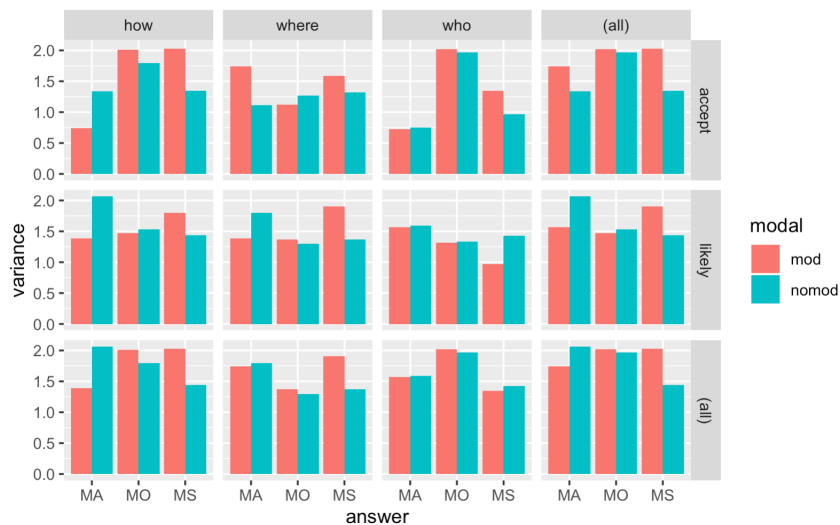 how where who (all)
2.0
1.5
1.0
0.5
0.0
accept
2.0
1.5
1.0
0.5
0.0
likely
2.0
1.5
1.0
0.5
0.0
(all)
variance
MA MO MS MA MO MS MA MO MS MA MO MS
answer
modal
mod
nomod